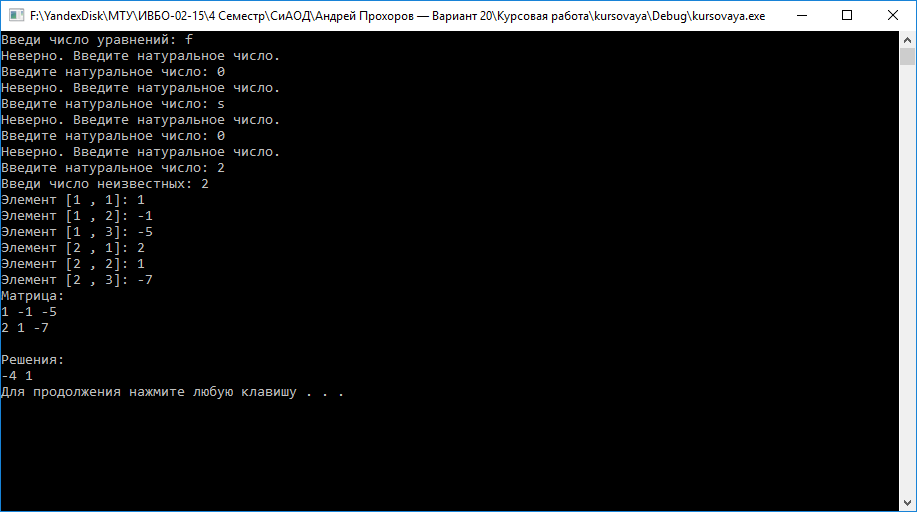 F:\YandexDisk\МТУ\ИВБО-02-15\4 Семестр\СиАОД\Андрей Прохоров — Вариант 20\Курсовая работа\kursovaya\Debug\kursovaya.exe
Введи число уравнений: f
Неверно. Введите натуральное число.
Введите натуральное число: 0
Неверно. Введите натуральное число.
Введите натуральное число: s
Неверно. Введите натуральное число.
Введите натуральное число: 0
Неверно. Введите натуральное число.
Введите натуральное число: 2
Введи число неизвестных: 2
Элемент [1 , 1]: 1
Элемент [1 , 2]: -1
Элемент [1 , 3]: -5
Элемент [2 , 1]: 2
Элемент [2 , 2]: 1
Элемент [2 , 3]: -7
Матрица:
1 -1 -5
2 1 -7
Решения:
-4 1
Для продолжения нажмите любую клавишу . . .